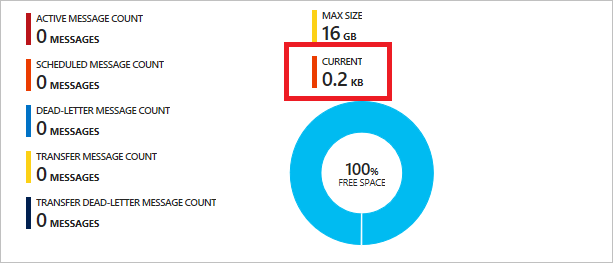 ACTIVE MESSAGE COUNT
0 MESSAGES
SCHEDULED MESSAGE COUNT
0 MESSAGES
DEAD-LETTER MESSAGE COUNT
0 MESSAGES
TRANSFER MESSAGE COUNT
0 MESSAGES
TRANSFER DEAD-LETTER MESSAGE COUNT
0 MESSAGES
MAX SIZE
16 GB
CURRENT
0.2 KB
100%
FREE SPACE